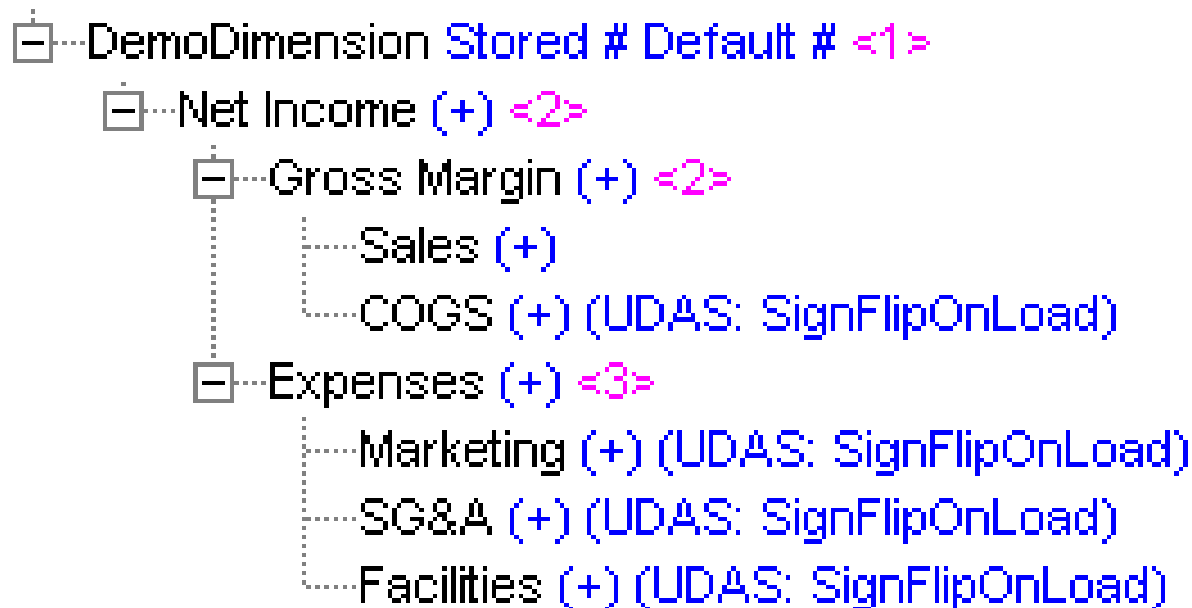 DemoDimension Stored # Default # <1>
Net Income (+) <2>
Gross Margin (+) <2>
Sales (+)
COGS (+) (UDAS: SignFlipOnLoad)
Expenses (+) <3>
Marketing (+) (UDAS: SignFlipOnLoad)
SG&A (+) (UDAS: SignFlipOnLoad)
Facilities (+) (UDAS: SignFlipOnLoad)